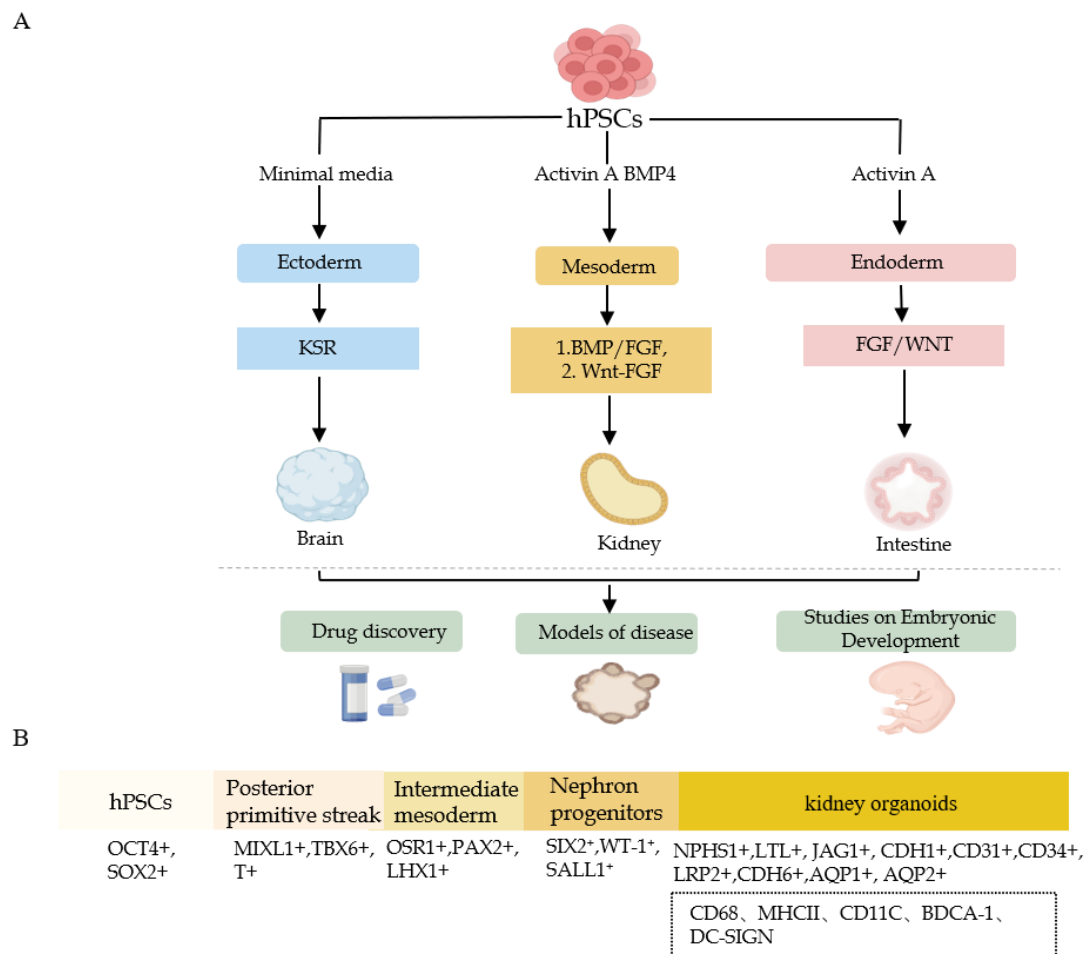 A
hPSCs
Minimal media
Activin A BMP4
Activin A
Ectoderm
Mesoderm
Endoderm
KSR
1.BMP/FGF,
2. Wnt-FGF
FGF/WNT
Brain
Kidney
Intestine
Drug discovery
Models of disease
Studies on Embryonic
Development
B
hPSCs
Posterior
primitive streak
Intermediate
mesoderm
Nephron
progenitors
kidney organoids
OCT4+,
SOX2+
MIXL1+,TBX6+,
T+
OSR1+,PAX2+,
LHX1+
SIX2⁺,WT-1⁺,
SALL1⁺
NPHS1+,LTL+, JAG1+, CDH1+,CD31+,CD34+,
LRP2+,CDH6+,AQP1+, AQP2+
CD68、MHCII、CD11C、BDCA-1、
DC-SIGN